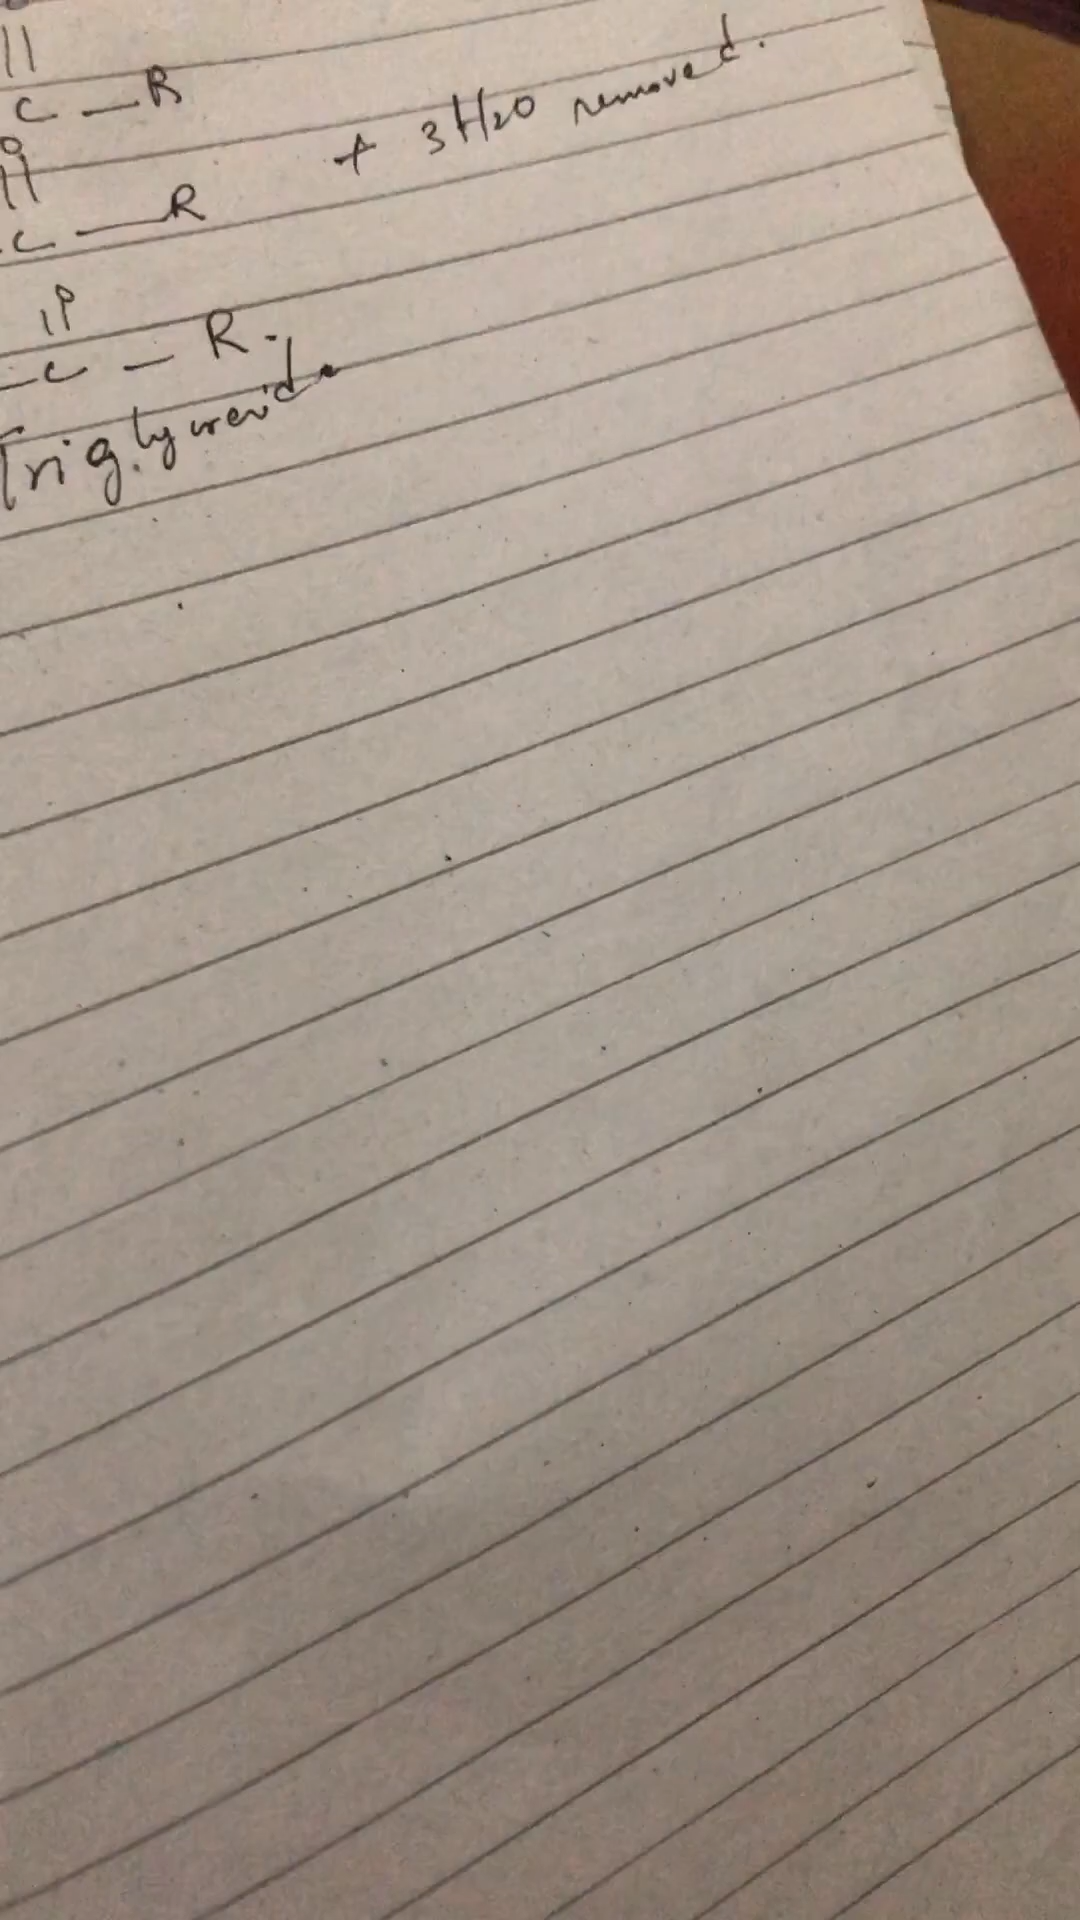 ||
C — R
+ 3H2O removed.
O
||
C — R
O
||
— C — R.
Triglyceride